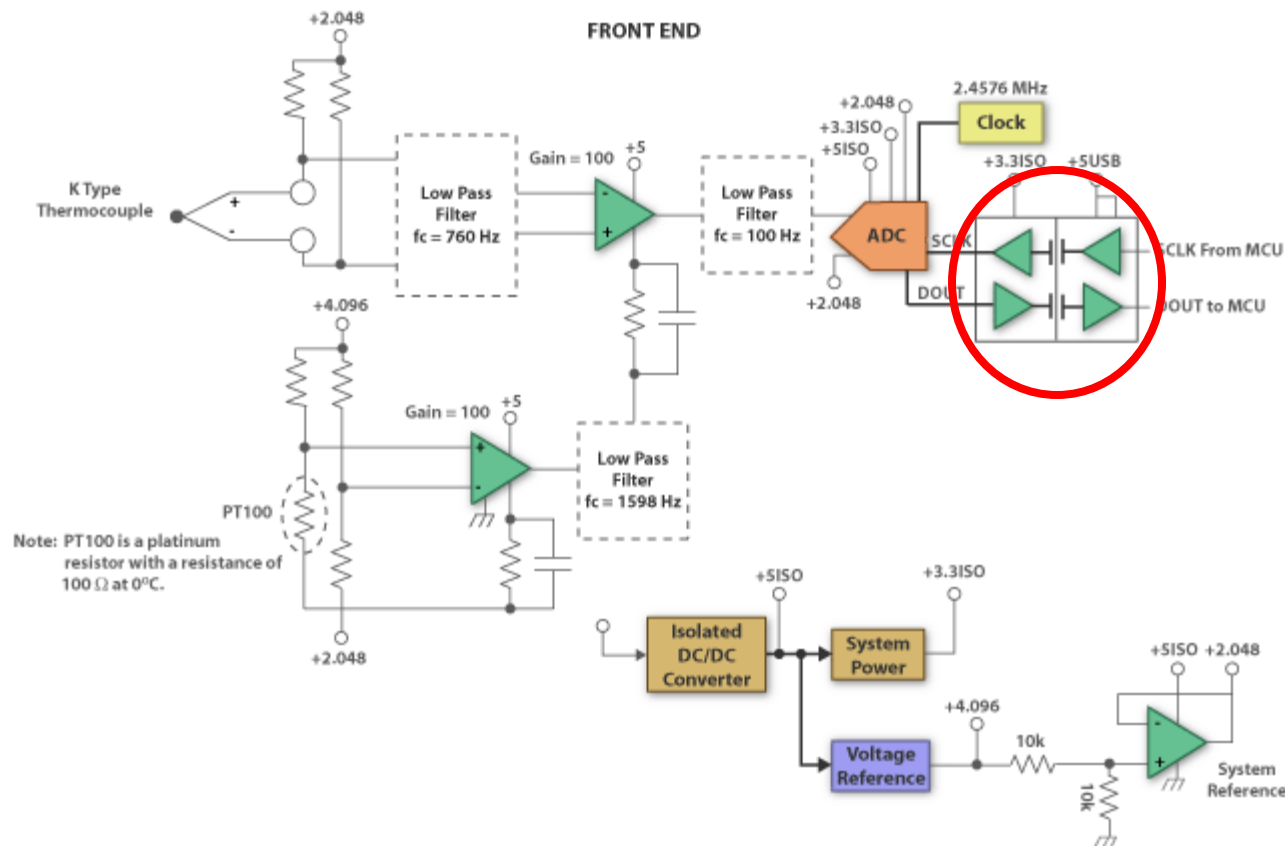 FRONT END
+2.048
K Type
Thermocouple
+
-
Low Pass
Filter
fc = 760 Hz
Gain = 100
+5
-
+
Low Pass
Filter
fc = 100 Hz
+5ISO
+3.3ISO
+2.048
2.4576 MHz
Clock
ADC
+2.048
SCLK
DOUT
+3.3ISO
+5USB
SCLK From MCU
DOUT to MCU
+4.096
Gain = 100
+5
+
-
PT100
Note: PT100 is a platinum
resistor with a resistance of
100 Ω at 0ºC.
+2.048
Low Pass
Filter
fc = 1598 Hz
Isolated
DC/DC
Converter
+5ISO
System
Power
+3.3ISO
Voltage
Reference
+4.096
10k
10k
+5ISO
+2.048
-
+
System
Reference